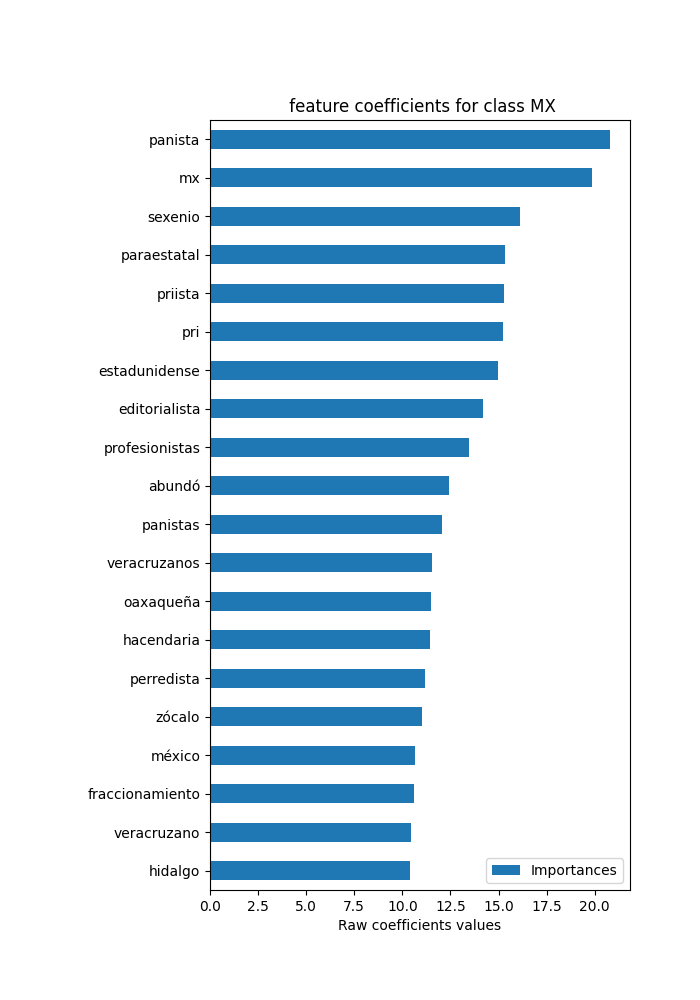 feature coefficients for class MX
panista
mx
sexenio
paraestatal
priista
pri
estadunidense
editorialista
profesionistas
abundó
panistas
veracruzanos
oaxaqueña
hacendaria
perredista
zócalo
méxico
fraccionamiento
veracruzano
hidalgo
Importances
0.0 2.5 5.0 7.5 10.0 12.5 15.0 17.5 20.0
Raw coefficients values